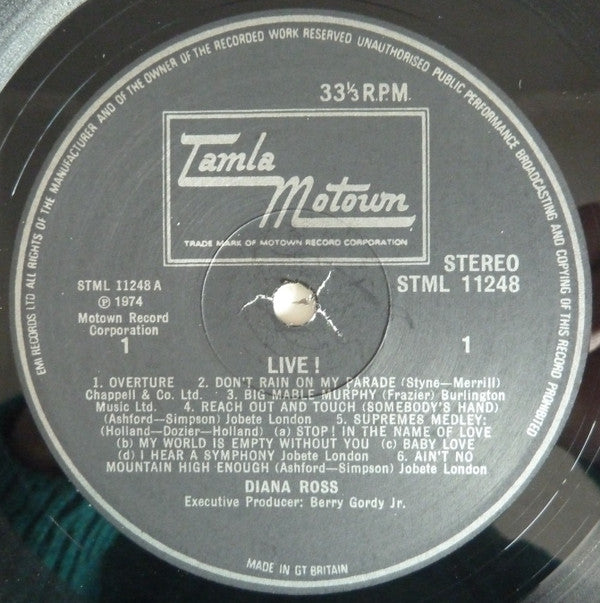 EMI RECORDS LTD ALL RIGHTS OF THE MANUFACTURER AND OF THE OWNER OF THE RECORDED WORK RESERVED UNAUTHORISED PUBLIC PERFORMANCE BROADCASTING AND COPYING OF THIS RECORD PROHIBITED
33⅓ R.P.M.
Tamla
Motown
TRADE MARK OF MOTOWN RECORD CORPORATION
STEREO
STML 11248
STML 11248 A
Ⓟ 1974
Motown Record
Corporation
1
1
LIVE!
1. OVERTURE 2. DON'T RAIN ON MY PARADE (Styne—Merrill)
Chappell & Co. Ltd. 3. BIG MABLE MURPHY (Frazier) Burlington
Music Ltd. 4. REACH OUT AND TOUCH (SOMEBODY'S HAND)
(Ashford—Simpson) Jobete London 5. SUPREMES MEDLEY:
(Holland—Dozier—Holland) (a) STOP! IN THE NAME OF LOVE
(b) MY WORLD IS EMPTY WITHOUT YOU (c) BABY LOVE
(d) I HEAR A SYMPHONY Jobete London 6. AIN'T NO
MOUNTAIN HIGH ENOUGH (Ashford—Simpson) Jobete London
DIANA ROSS
Executive Producer: Berry Gordy Jr.
MADE IN GT BRITAIN